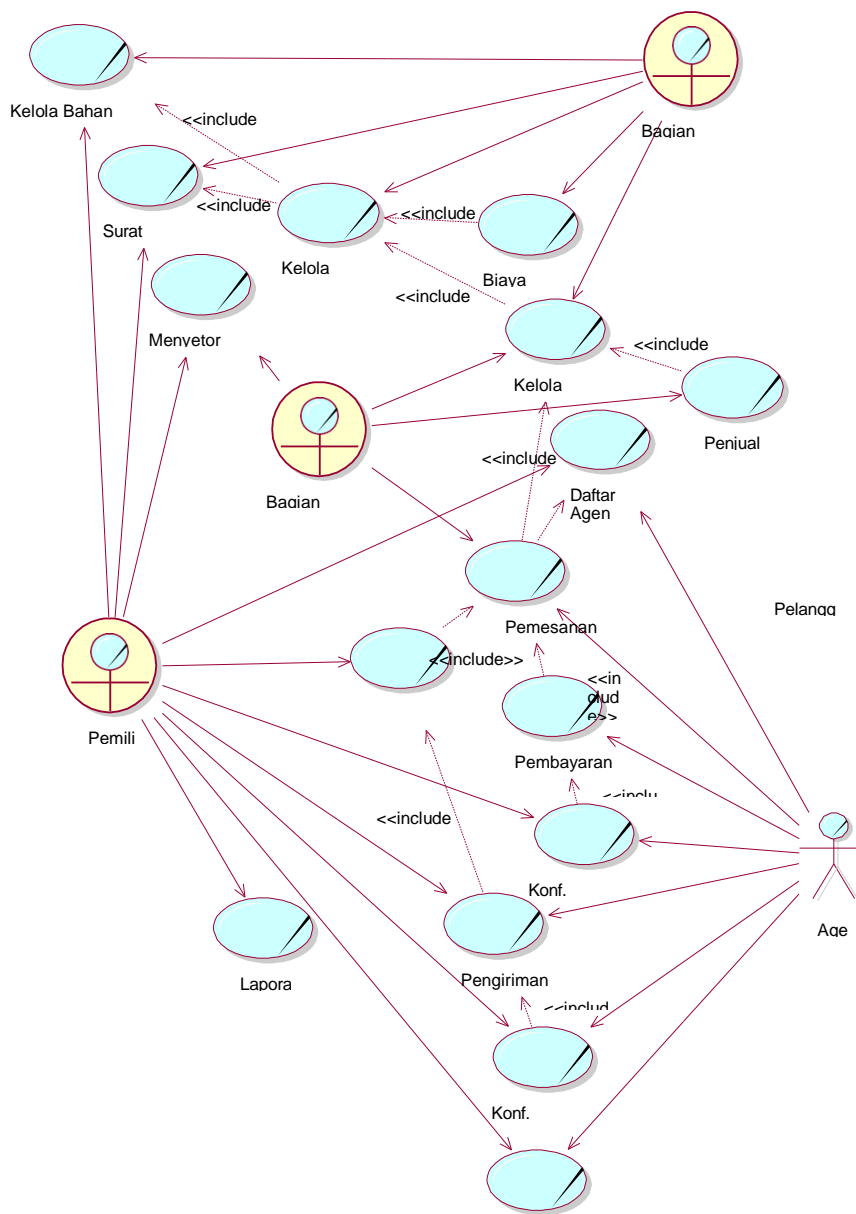 Kelola Bahan
<<include
Bagian
Surat
<<include
Kelola
<<include
Biaya
<<include
Menyetor
Kelola
<<include
Penjual
Bagian
<<include
Daftar
Agen
Pemesanan
Pelangg
<<include>>
<<in
clud
e>>
Pemili
Pembayaran
<<inclu
<<include
Konf.
Age
Lapora
Pengiriman
<<includ
Konf.